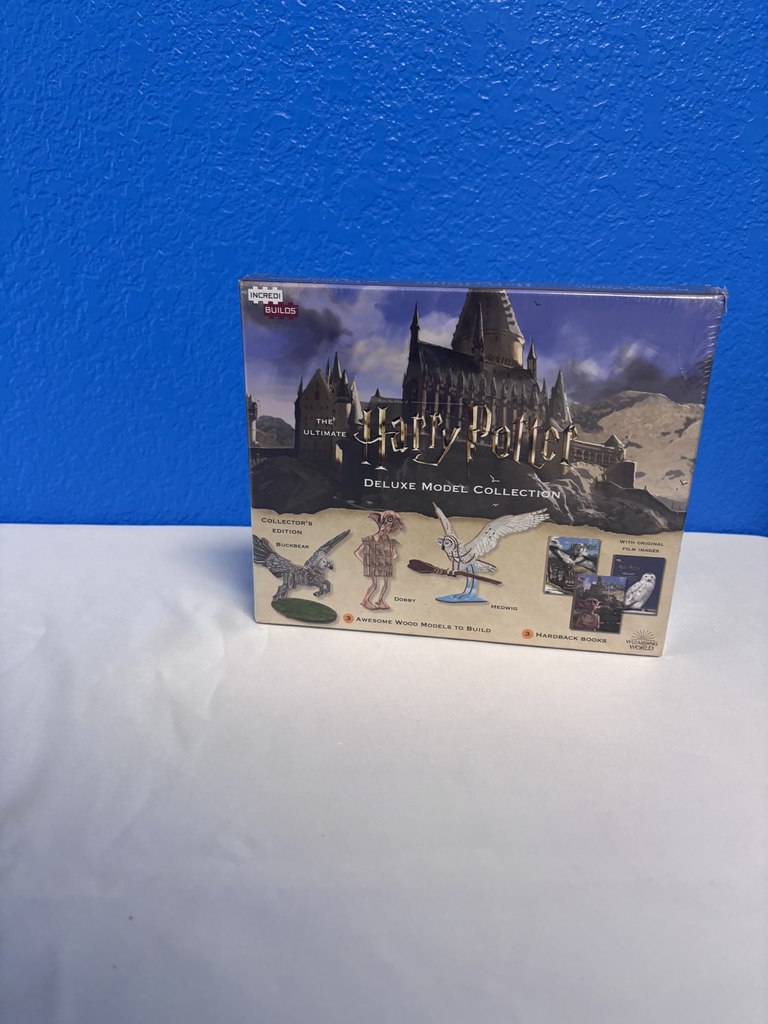 INCREDI
BUILDS
THE
ULTIMATE
Harry Potter
DELUXE MODEL COLLECTION
COLLECTOR'S
EDITION
BUCKBEAK
DOBBY
HEDWIG
WITH ORIGINAL
FILM IMAGES
3 AWESOME WOOD MODELS TO BUILD
3 HARDBACK BOOKS
WIZARDING
WORLD